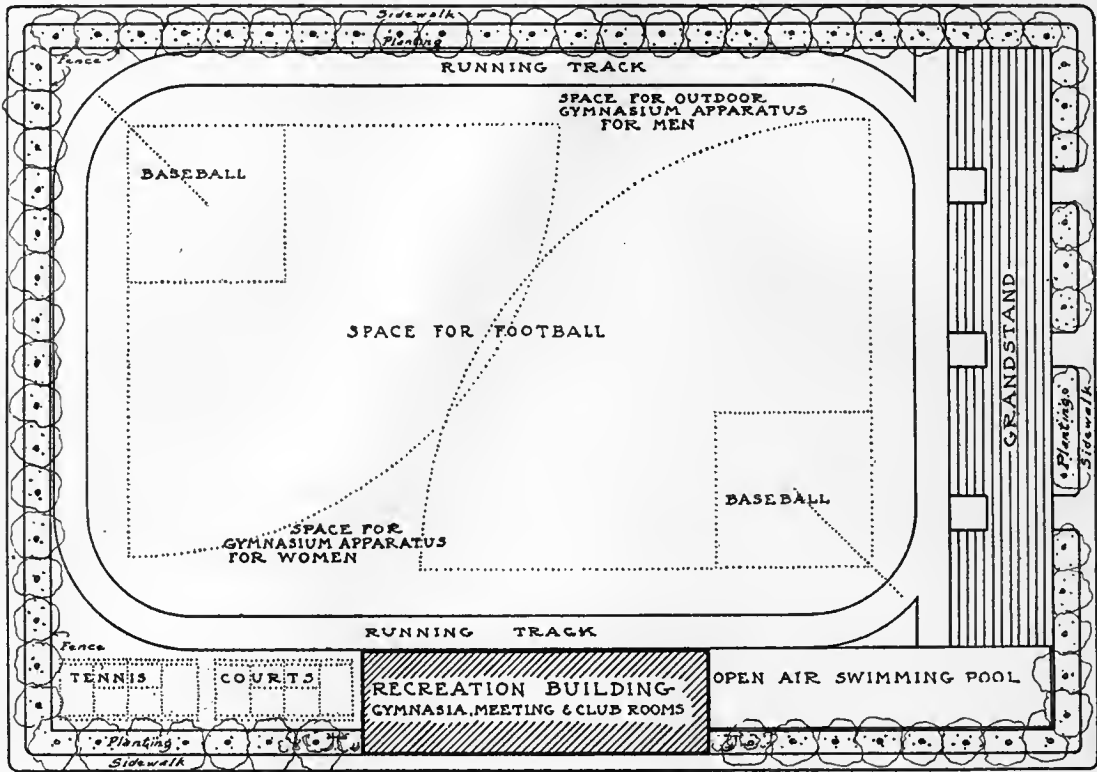 Sidewalk
Planting
Fence
RUNNING TRACK
SPACE FOR OUTDOOR
GYMNASIUM APPARATUS
FOR MEN
BASEBALL
SPACE FOR FOOTBALL
GRANDSTAND
Planting
Sidewalk
BASEBALL
SPACE FOR
GYMNASIUM APPARATUS
FOR WOMEN
RUNNING TRACK
Fence
TENNIS COURTS
RECREATION BUILDING-
GYMNASIA, MEETING & CLUB ROOMS
OPEN AIR SWIMMING POOL
Planting
Sidewalk